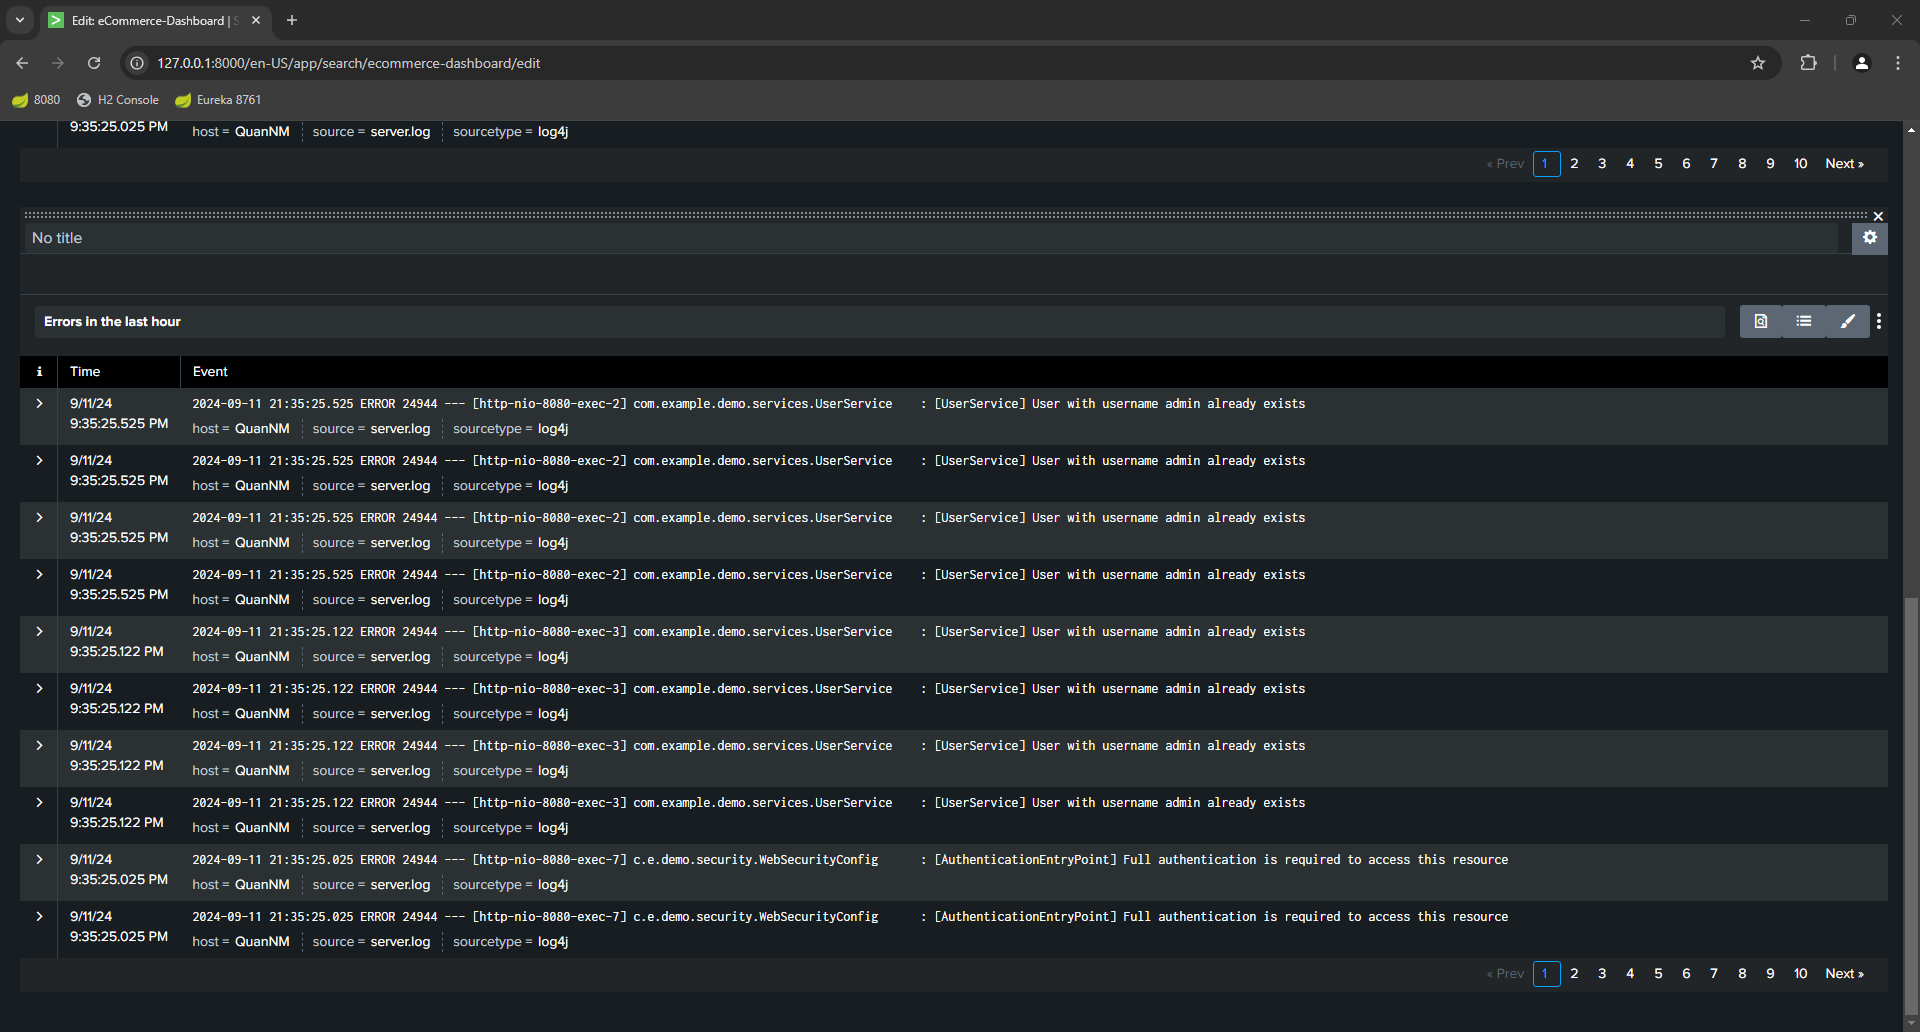 Edit: eCommerce-Dashboard |
127.0.0.1:8000/en-US/app/search/ecommerce-dashboard/edit
8080 H2 Console Eureka 8761
9:35:25.025 PM host = QuanNM source = server.log sourcetype = log4j
« Prev 1 2 3 4 5 6 7 8 9 10 Next »
No title
Errors in the last hour
i Time Event
9/11/24 2024-09-11 21:35:25.525 ERROR 24944 --- [http-nio-8080-exec-2] com.example.demo.services.UserService : [UserService] User with username admin already exists
9:35:25.525 PM host = QuanNM source = server.log sourcetype = log4j
9/11/24 2024-09-11 21:35:25.525 ERROR 24944 --- [http-nio-8080-exec-2] com.example.demo.services.UserService : [UserService] User with username admin already exists
9:35:25.525 PM host = QuanNM source = server.log sourcetype = log4j
9/11/24 2024-09-11 21:35:25.525 ERROR 24944 --- [http-nio-8080-exec-2] com.example.demo.services.UserService : [UserService] User with username admin already exists
9:35:25.525 PM host = QuanNM source = server.log sourcetype = log4j
9/11/24 2024-09-11 21:35:25.525 ERROR 24944 --- [http-nio-8080-exec-2] com.example.demo.services.UserService : [UserService] User with username admin already exists
9:35:25.525 PM host = QuanNM source = server.log sourcetype = log4j
9/11/24 2024-09-11 21:35:25.122 ERROR 24944 --- [http-nio-8080-exec-3] com.example.demo.services.UserService : [UserService] User with username admin already exists
9:35:25.122 PM host = QuanNM source = server.log sourcetype = log4j
9/11/24 2024-09-11 21:35:25.122 ERROR 24944 --- [http-nio-8080-exec-3] com.example.demo.services.UserService : [UserService] User with username admin already exists
9:35:25.122 PM host = QuanNM source = server.log sourcetype = log4j
9/11/24 2024-09-11 21:35:25.122 ERROR 24944 --- [http-nio-8080-exec-3] com.example.demo.services.UserService : [UserService] User with username admin already exists
9:35:25.122 PM host = QuanNM source = server.log sourcetype = log4j
9/11/24 2024-09-11 21:35:25.122 ERROR 24944 --- [http-nio-8080-exec-3] com.example.demo.services.UserService : [UserService] User with username admin already exists
9:35:25.122 PM host = QuanNM source = server.log sourcetype = log4j
9/11/24 2024-09-11 21:35:25.025 ERROR 24944 --- [http-nio-8080-exec-7] c.e.demo.security.WebSecurityConfig : [AuthenticationEntryPoint] Full authentication is required to access this resource
9:35:25.025 PM host = QuanNM source = server.log sourcetype = log4j
9/11/24 2024-09-11 21:35:25.025 ERROR 24944 --- [http-nio-8080-exec-7] c.e.demo.security.WebSecurityConfig : [AuthenticationEntryPoint] Full authentication is required to access this resource
9:35:25.025 PM host = QuanNM source = server.log sourcetype = log4j
« Prev 1 2 3 4 5 6 7 8 9 10 Next »